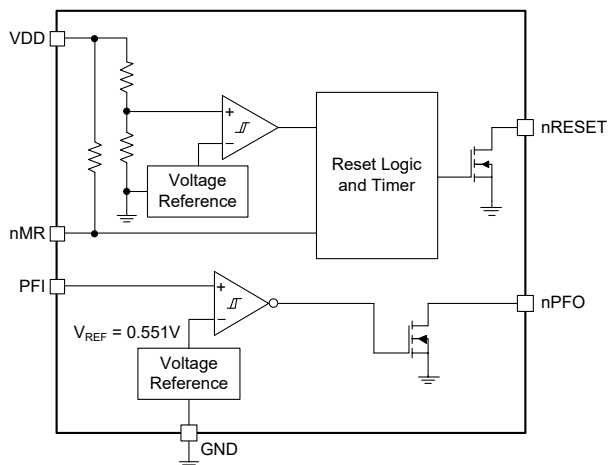 VDD
+
−
nRESET
Reset Logic
and Timer
Voltage
Reference
nMR
PFI
+
−
nPFO
VREF = 0.551V
Voltage
Reference
GND